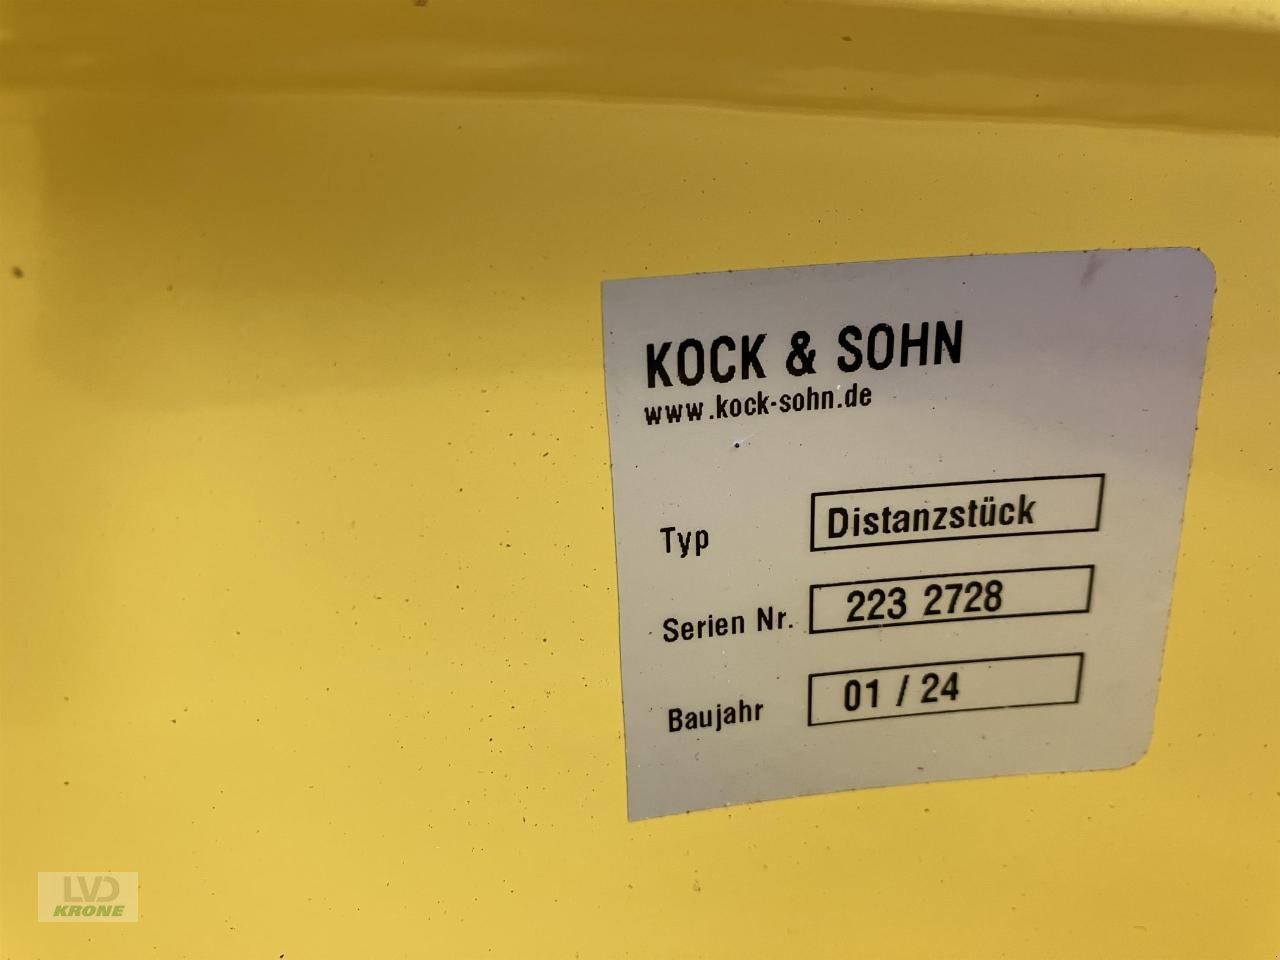 KOCK & SOHN
www.kock-sohn.de
Typ Distanzstück
Serien Nr. 223 2728
Baujahr 01 / 24
LVD
KRONE